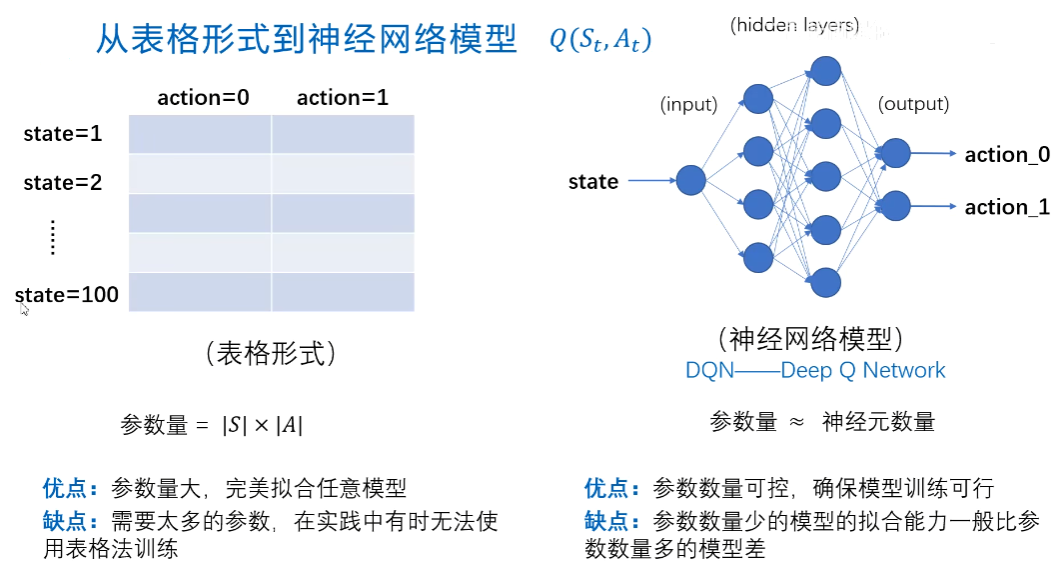 从表格形式到神经网络模型 Q(Sₜ, Aₜ)
action=0 action=1
state=1
state=2
state=100
（表格形式）
参数量 = |S| × |A|
优点：参数量大，完美拟合任意模型
缺点：需要太多的参数，在实践中有时无法使
用表格法训练
(hidden layers)
(input)
(output)
state
action_0
action_1
（神经网络模型）
DQN——Deep Q Network
参数量 ≈ 神经元数量
优点：参数数量可控，确保模型训练可行
缺点：参数数量少的模型的拟合能力一般比参
数数量多的模型差